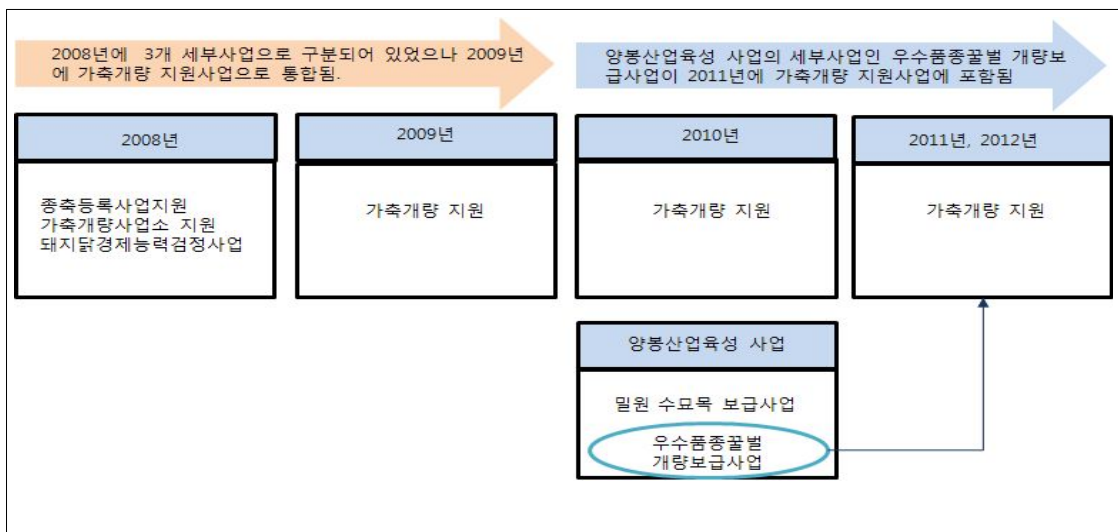 2008년에 3개 세부사업으로 구분되어 있었으나 2009년
에 가축개량 지원사업으로 통합됨.
양봉산업육성 사업의 세부사업인 우수품종꿀벌 개량보
급사업이 2011년에 가축개량 지원사업에 포함됨
2008년
종축등록사업지원
가축개량사업소 지원
돼지닭경제능력검정사업
2009년
가축개량 지원
2010년
가축개량 지원
2011년, 2012년
가축개량 지원
양봉산업육성 사업
밀원 수묘목 보급사업
우수품종꿀벌
개량보급사업